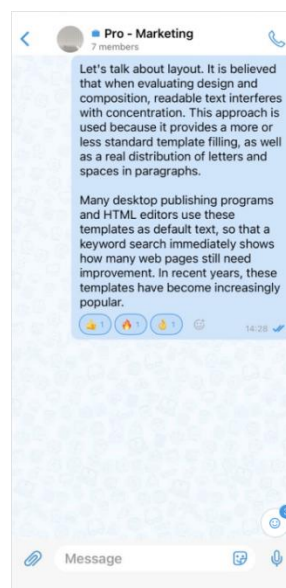 Pro - Marketing
7 members
Let's talk about layout. It is believed
that when evaluating design and
composition, readable text interferes
with concentration. This approach is
used because it provides a more or
less standard template filling, as well
as a real distribution of letters and
spaces in paragraphs.
Many desktop publishing programs
and HTML editors use these
templates as default text, so that a
keyword search immediately shows
how many web pages still need
improvement. In recent years, these
templates have become increasingly
popular.
1 1 1 14:28
Message